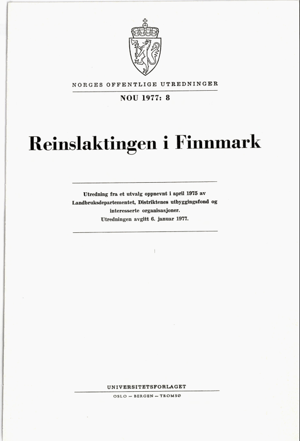 NORGES OFFENTLIGE UTREDNINGER
NOU 1977: 8
Reinslaktingen i Finnmark
Utredning fra et utvalg oppnevnt i april 1975 av
Landbruksdepartementet, Distriktenes utbyggingsfond og
interesserte organisasjoner.
Utredningen avgitt 6. januar 1977.
UNIVERSITETSFORLAGET
OSLO — BERGEN — TROMSØ